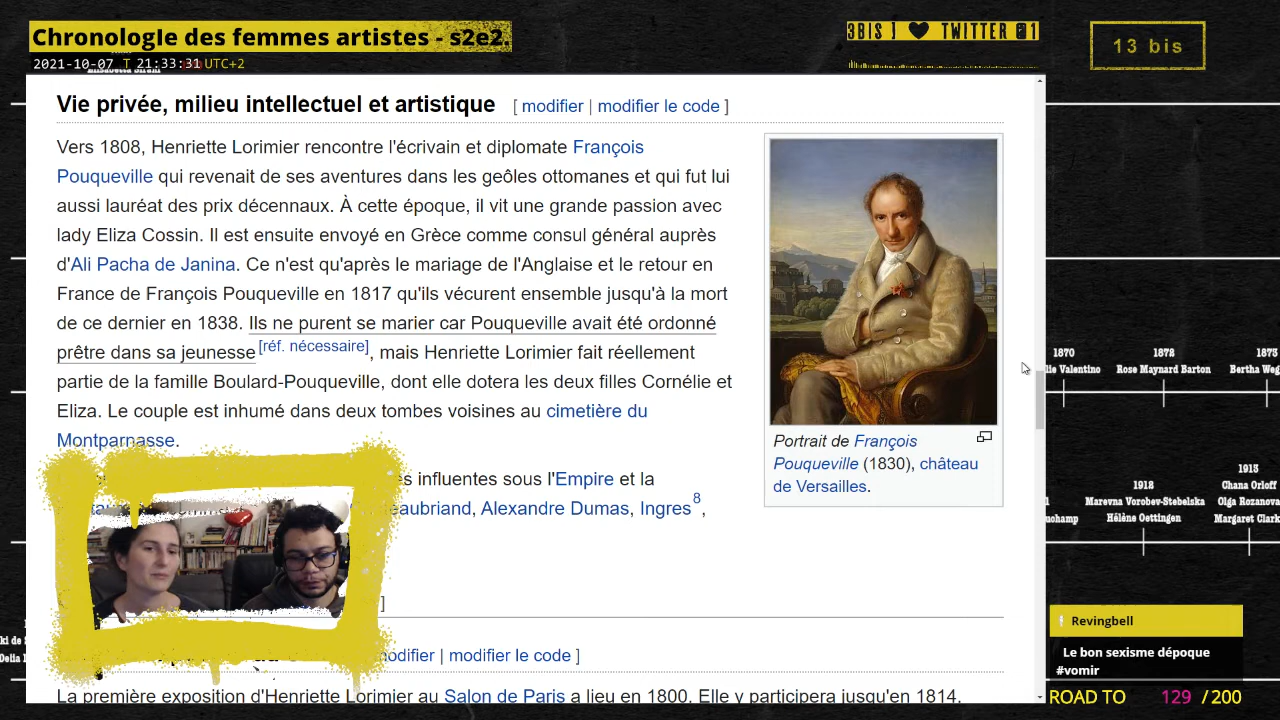 Chronologie des femmes artistes - s2e2.
2021-10-07 T 21:33:31 UTC+2
3BIS ] ♥ TWITTER @1
13 bis
Vie privée, milieu intellectuel et artistique [ modifier | modifier le code ]
Vers 1808, Henriette Lorimier rencontre l'écrivain et diplomate François
Pouqueville qui revenait de ses aventures dans les geôles ottomanes et qui fut lui
aussi lauréat des prix décennaux. À cette époque, il vit une grande passion avec
lady Eliza Cossin. Il est ensuite envoyé en Grèce comme consul général auprès
d'Ali Pacha de Janina. Ce n'est qu'après le mariage de l'Anglaise et le retour en
France de François Pouqueville en 1817 qu'ils vécurent ensemble jusqu'à la mort
de ce dernier en 1838. Ils ne purent se marier car Pouqueville avait été ordonné
prêtre dans sa jeunesse [réf. nécessaire], mais Henriette Lorimier fait réellement
partie de la famille Boulard-Pouqueville, dont elle dotera les deux filles Cornélie et
Eliza. Le couple est inhumé dans deux tombes voisines au cimetière du
Montparnasse.
influentes sous l'Empire et la
Alexandre Dumas, Ingres 8,
Portrait de François
Pouqueville (1830), château
de Versailles.
]
modifier | modifier le code ]
La première exposition d'Henriette Lorimier au Salon de Paris a lieu en 1800. Elle y participera jusqu'en 1814.
1870
Valentino
1872
Rose Maynard Barton
1873
Bertha Weg
1912
Marevna Vorobev-Stebelska
Hélène Oettingen
1915
Chana Orloff
Olga Rozanova
Margaret Clark
Revingbell
Le bon sexisme dépoque
#vomir
ROAD TO 129 / 200